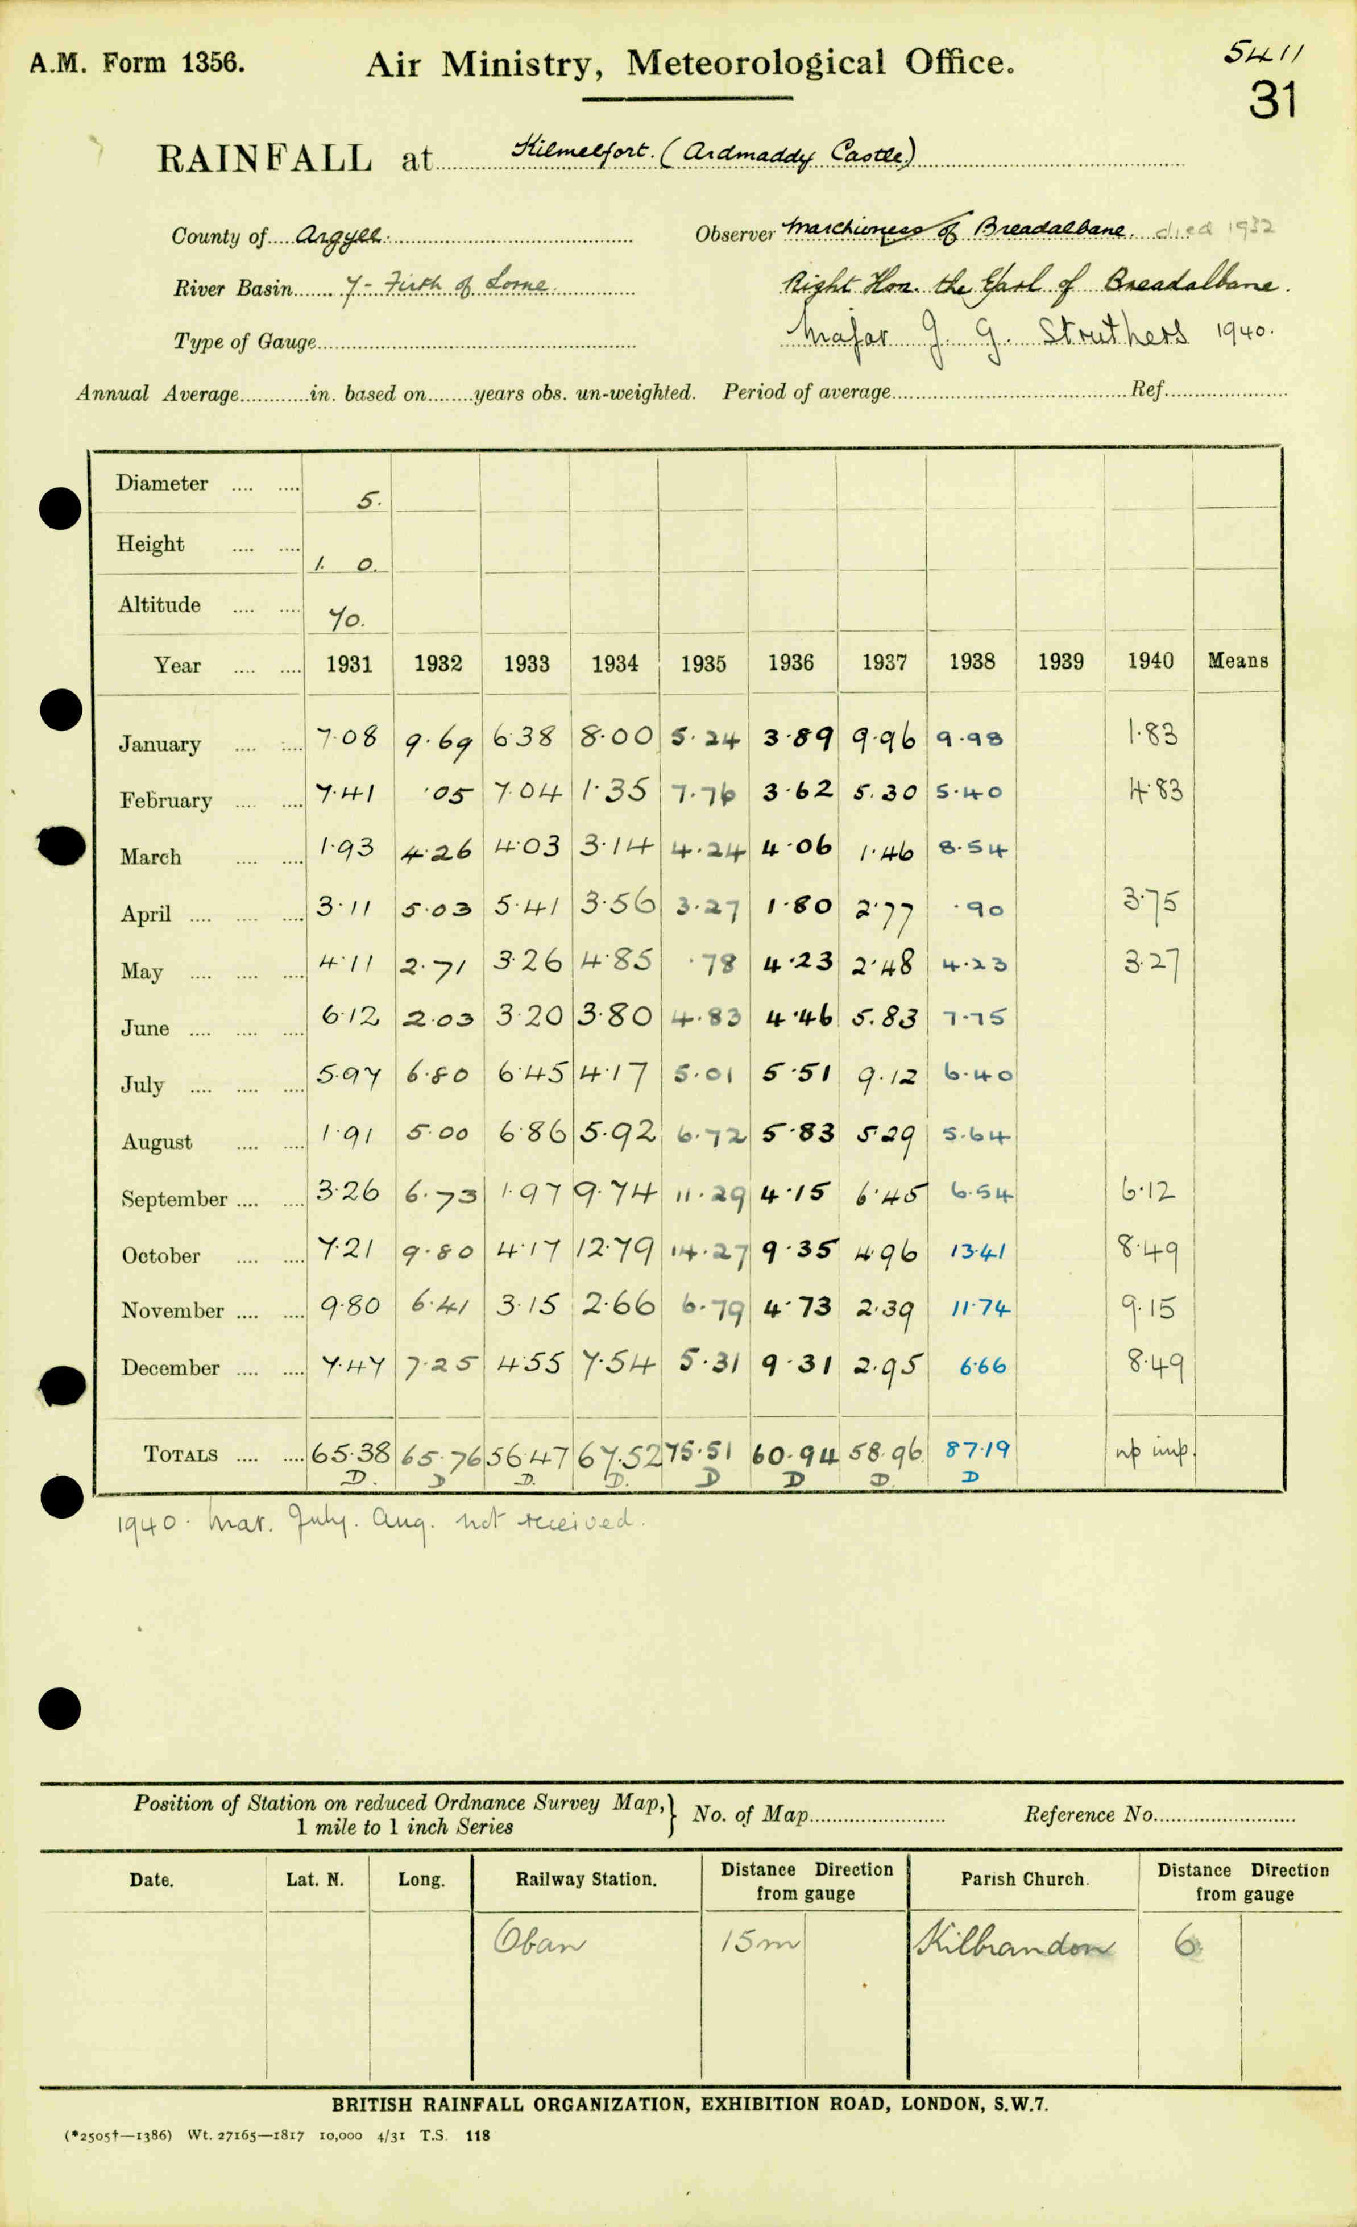 A.M. Form 1356. Air Ministry, Meteorological Office. 5411
31
RAINFALL at Kilmelfort. (Ardmaddy Castle)
County of Argyll. Observer Marchioness of Breadalbane. died 1932
River Basin 7 - Firth of Lorne Right Hon. the Earl of Breadalbane.
Type of Gauge Major J. G. Struthers 1940.
Annual Average in. based on years obs. un-weighted. Period of average Ref.
Diameter 5.
Height 1. 0.
Altitude 70.
Year 1931 1932 1933 1934 1935 1936 1937 1938 1939 1940 Means
January 7.08 9.69 6.38 8.00 5.24 3.89 9.96 9.98 1.83
February 7.41 .05 7.04 1.35 7.76 3.62 5.30 5.40 4.83
March 1.93 4.26 4.03 3.14 4.24 4.06 1.46 8.54
April 3.11 5.03 5.41 3.56 3.27 1.80 2.77 .90 3.75
May 4.11 2.71 3.26 4.85 .78 4.23 2.48 4.23 3.27
June 6.12 2.03 3.20 3.80 4.83 4.46 5.83 7.75
July 5.97 6.80 6.45 4.17 5.01 5.51 9.12 6.40
August 1.91 5.00 6.86 5.92 6.72 5.83 5.29 5.64
September 3.26 6.73 1.97 9.74 11.29 4.15 6.45 6.54 6.12
October 7.21 9.80 4.17 12.79 14.27 9.35 4.96 13.41 8.49
November 9.80 6.41 3.15 2.66 6.79 4.73 2.39 11.74 9.15
December 7.47 7.25 4.55 7.54 5.31 9.31 2.95 6.66 8.49
TOTALS 65.38 65.76 56.47 67.52 75.51 60.94 58.96 87.19 np imp.
D. D D. D. D D D. D
1940. Mar. July. Aug. not received.
Position of Station on reduced Ordnance Survey Map, } No. of Map Reference No.
1 mile to 1 inch Series
Date. Lat. N. Long. Railway Station. Distance Direction from gauge Parish Church. Distance Direction from gauge
Oban 15m Kilbrandon 6
BRITISH RAINFALL ORGANIZATION, EXHIBITION ROAD, LONDON, S.W.7.
(*2505†—1386) Wt. 27165—1817 10,000 4/31 T.S. 118